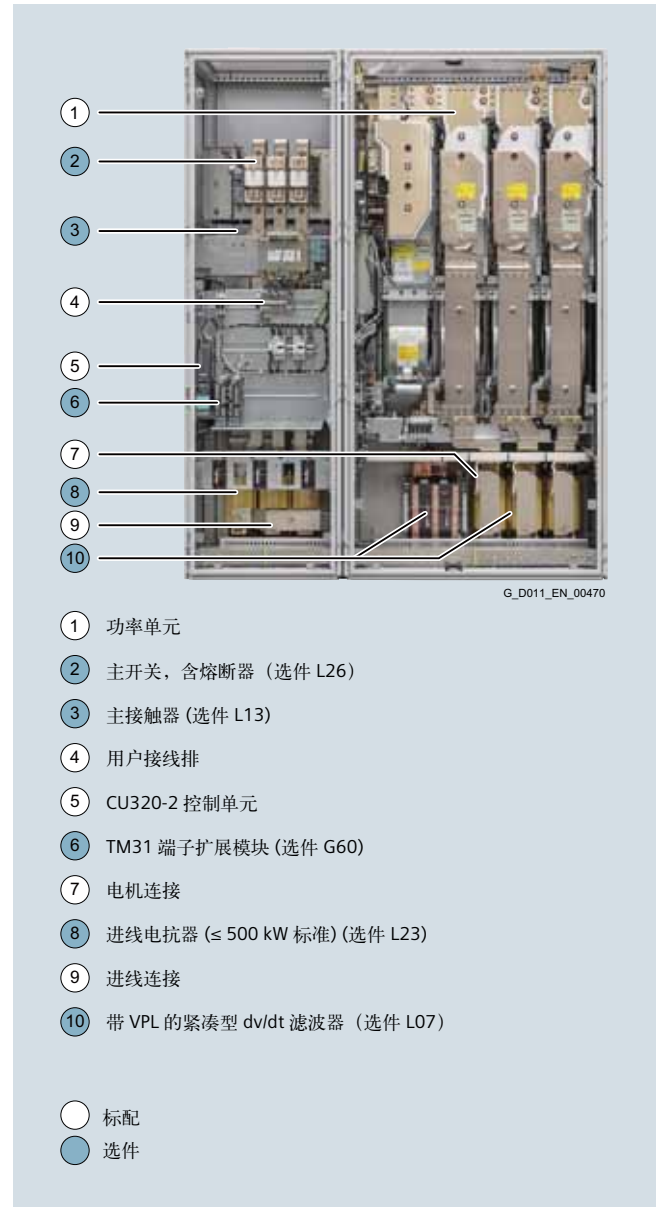 1
2
3
4
5
6
7
8
9
10
G_D011_EN_00470
1 功率单元
2 主开关，含熔断器（选件 L26）
3 主接触器 (选件 L13)
4 用户接线排
5 CU320-2 控制单元
6 TM31 端子扩展模块 (选件 G60)
7 电机连接
8 进线电抗器 (≤ 500 kW 标准) (选件 L23)
9 进线连接
10 带 VPL 的紧凑型 dv/dt 滤波器（选件 L07）
标配
选件